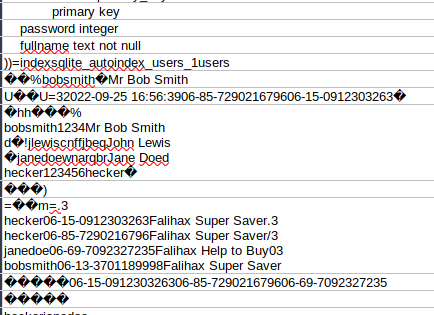 primary key
password integer
fullname text not null
))=indexsqlite_autoindex_users_1users
��%bobsmith�Mr Bob Smith
U��U=32022-09-25 16:56:3906-85-729021679606-15-0912303263�
�hh���%
bobsmith1234Mr Bob Smith
d�!jlewiscnffjbegJohn Lewis
�janedoewnarqbrJane Doed
hecker123456hecker�
���)
=��m=.3
hecker06-15-0912303263Falihax Super Saver.3
hecker06-85-7290216796Falihax Super Saver/3
janedoe06-69-7092327235Falihax Help to Buy03
bobsmith06-13-3701189998Falihax Super Saver
�����06-15-091230326306-85-729021679606-69-7092327235
�����